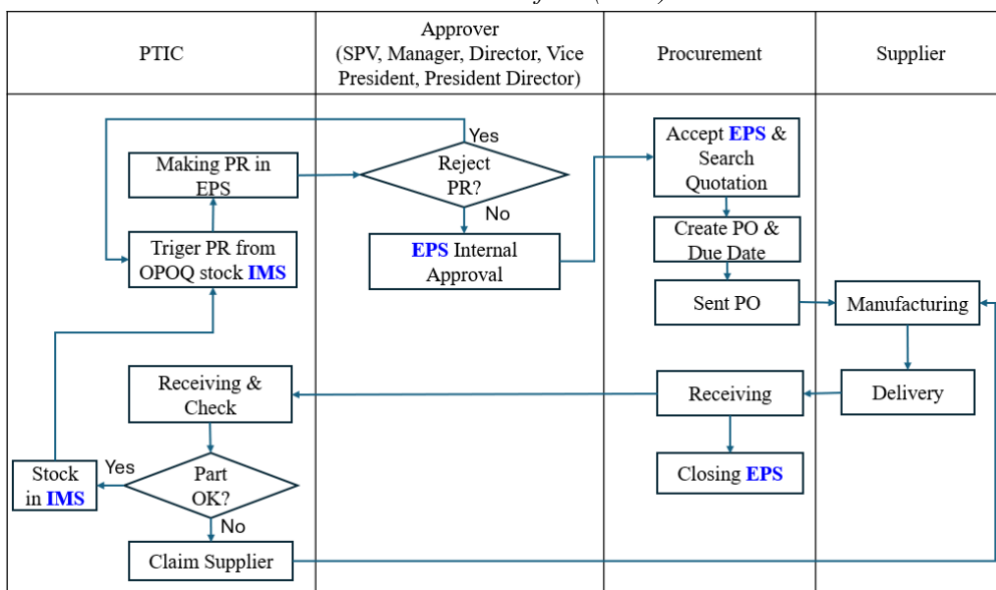 PTIC
Approver
(SPV, Manager, Director, Vice
President, President Director)
Procurement
Supplier
Yes
Making PR in
EPS
Reject
PR?
No
Triger PR from
OPOQ stock IMS
EPS Internal
Approval
Accept EPS &
Search
Quotation
Create PO &
Due Date
Sent PO
Manufacturing
Delivery
Receiving
Closing EPS
Receiving &
Check
Part
OK?
Yes
Stock
in IMS
No
Claim Supplier